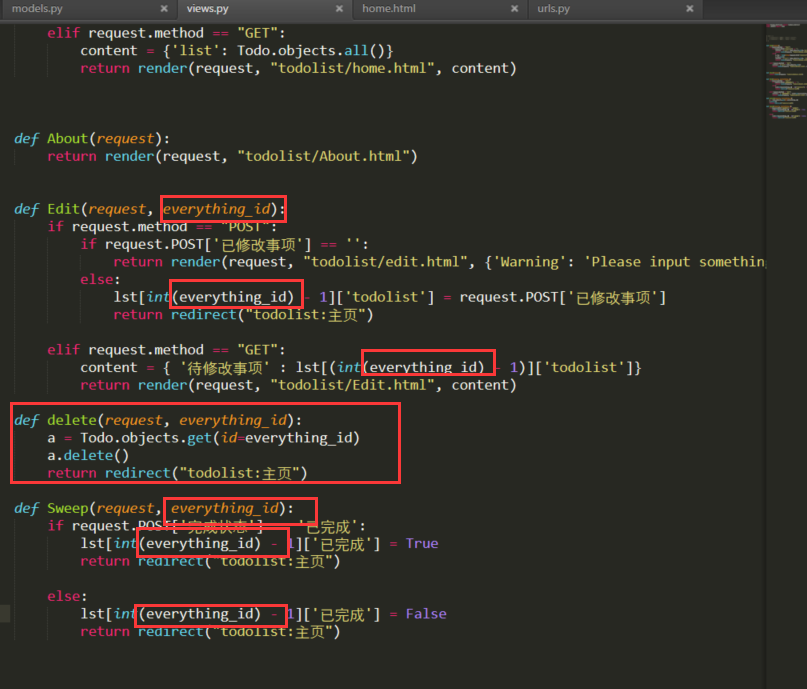 models.py × views.py × home.html × urls.py ×
elif request.method == "GET":
content = {'list': Todo.objects.all()}
return render(request, "todolist/home.html", content)
def About(request):
return render(request, "todolist/About.html")
def Edit(request, everything_id):
if request.method == "POST":
if request.POST['已修改事项'] == '':
return render(request, "todolist/edit.html", {'Warning': 'Please input something
else:
lst[int(everything_id) - 1]['todolist'] = request.POST['已修改事项']
return redirect("todolist:主页")
elif request.method == "GET":
content = { '待修改事项' : lst[(int(everything_id) - 1)]['todolist']}
return render(request, "todolist/Edit.html", content)
def delete(request, everything_id):
a = Todo.objects.get(id=everything_id)
a.delete()
return redirect("todolist:主页")
def Sweep(request, everything_id):
if request.POST['完成状态'] '已完成':
lst[int(everything_id) - 1]['已完成'] = True
return redirect("todolist:主页")
else:
lst[int(everything_id) - 1]['已完成'] = False
return redirect("todolist:主页")